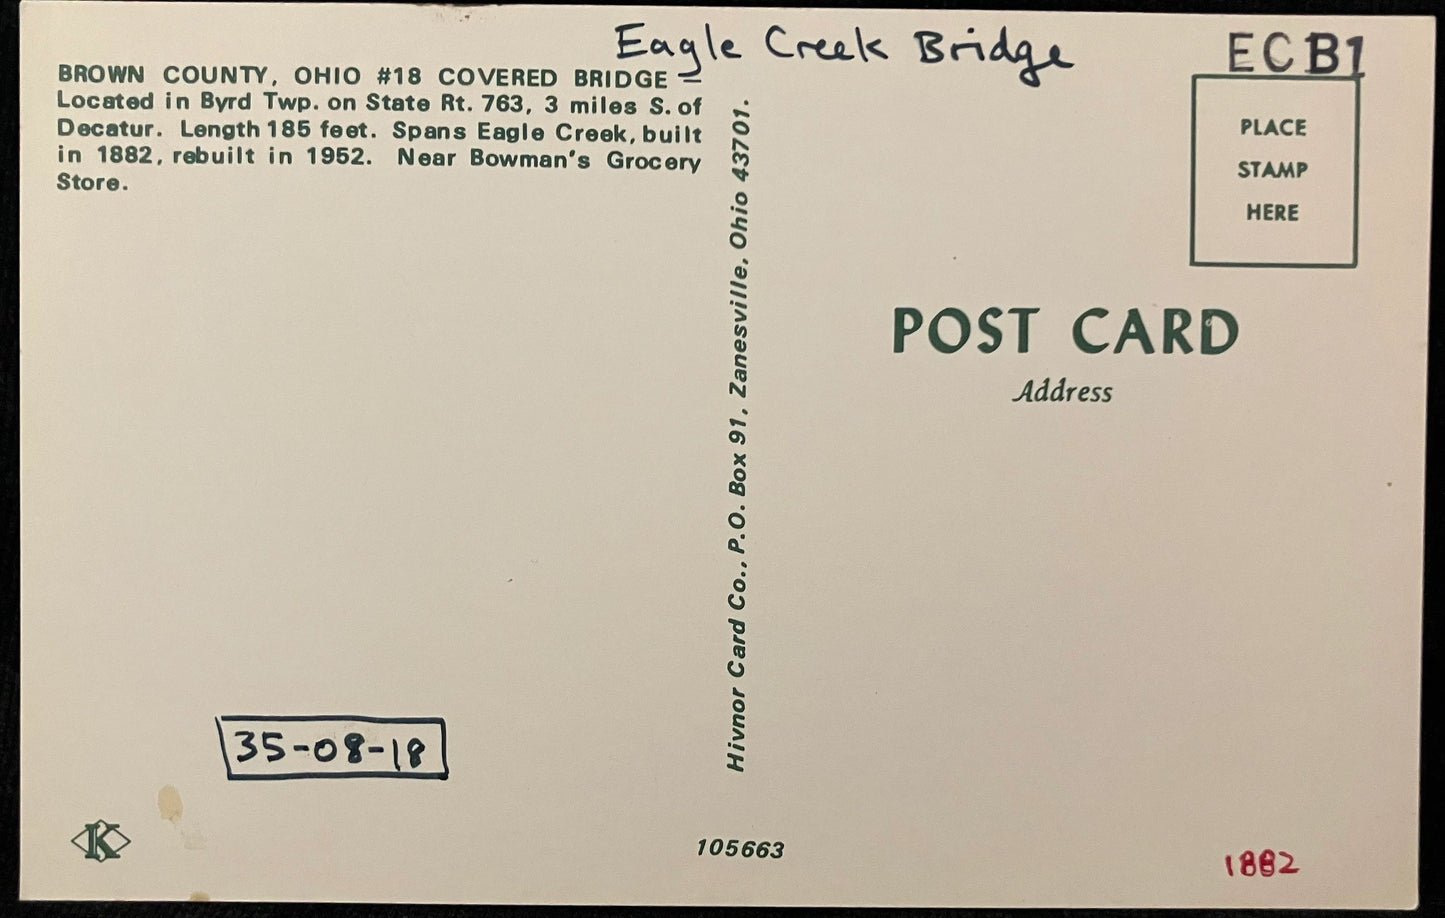 Eagle Creek Bridge
ECB1
BROWN COUNTY, OHIO #18 COVERED BRIDGE —
Located in Byrd Twp. on State Rt. 763, 3 miles S. of
Decatur. Length 185 feet. Spans Eagle Creek, built
in 1882, rebuilt in 1952. Near Bowman's Grocery
Store.
Hivnor Card Co., P.O. Box 91, Zanesville, Ohio 43701.
PLACE
STAMP
HERE
POST CARD
Address
35-08-18
K
105663
1882